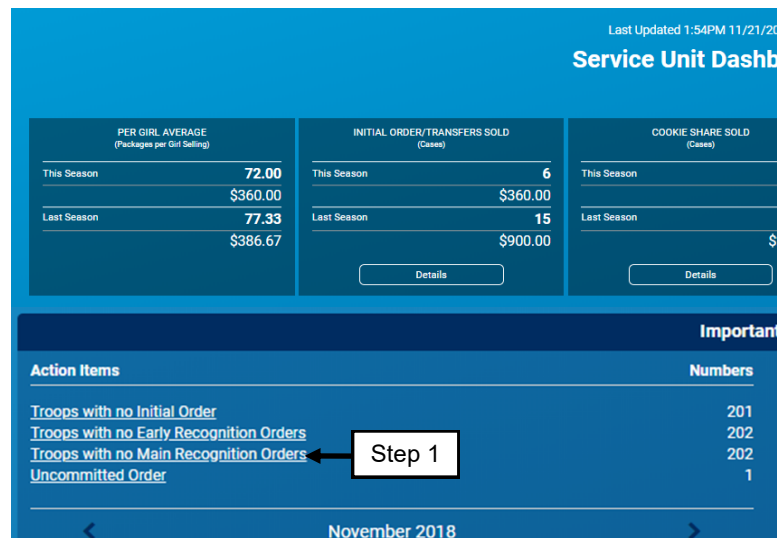 Last Updated 1:54PM 11/21/20
Service Unit Dashb
PER GIRL AVERAGE
(Packages per Girl Selling)
This Season 72.00
$360.00
Last Season 77.33
$386.67
INITIAL ORDER/TRANSFERS SOLD
(Cases)
This Season 6
$360.00
Last Season 15
$900.00
Details
COOKIE SHARE SOLD
(Cases)
This Season
Last Season
$
Details
Important
Action Items Numbers
Troops with no Initial Order 201
Troops with no Early Recognition Orders 202
Troops with no Main Recognition Orders 202
Step 1
Uncommitted Order 1
November 2018